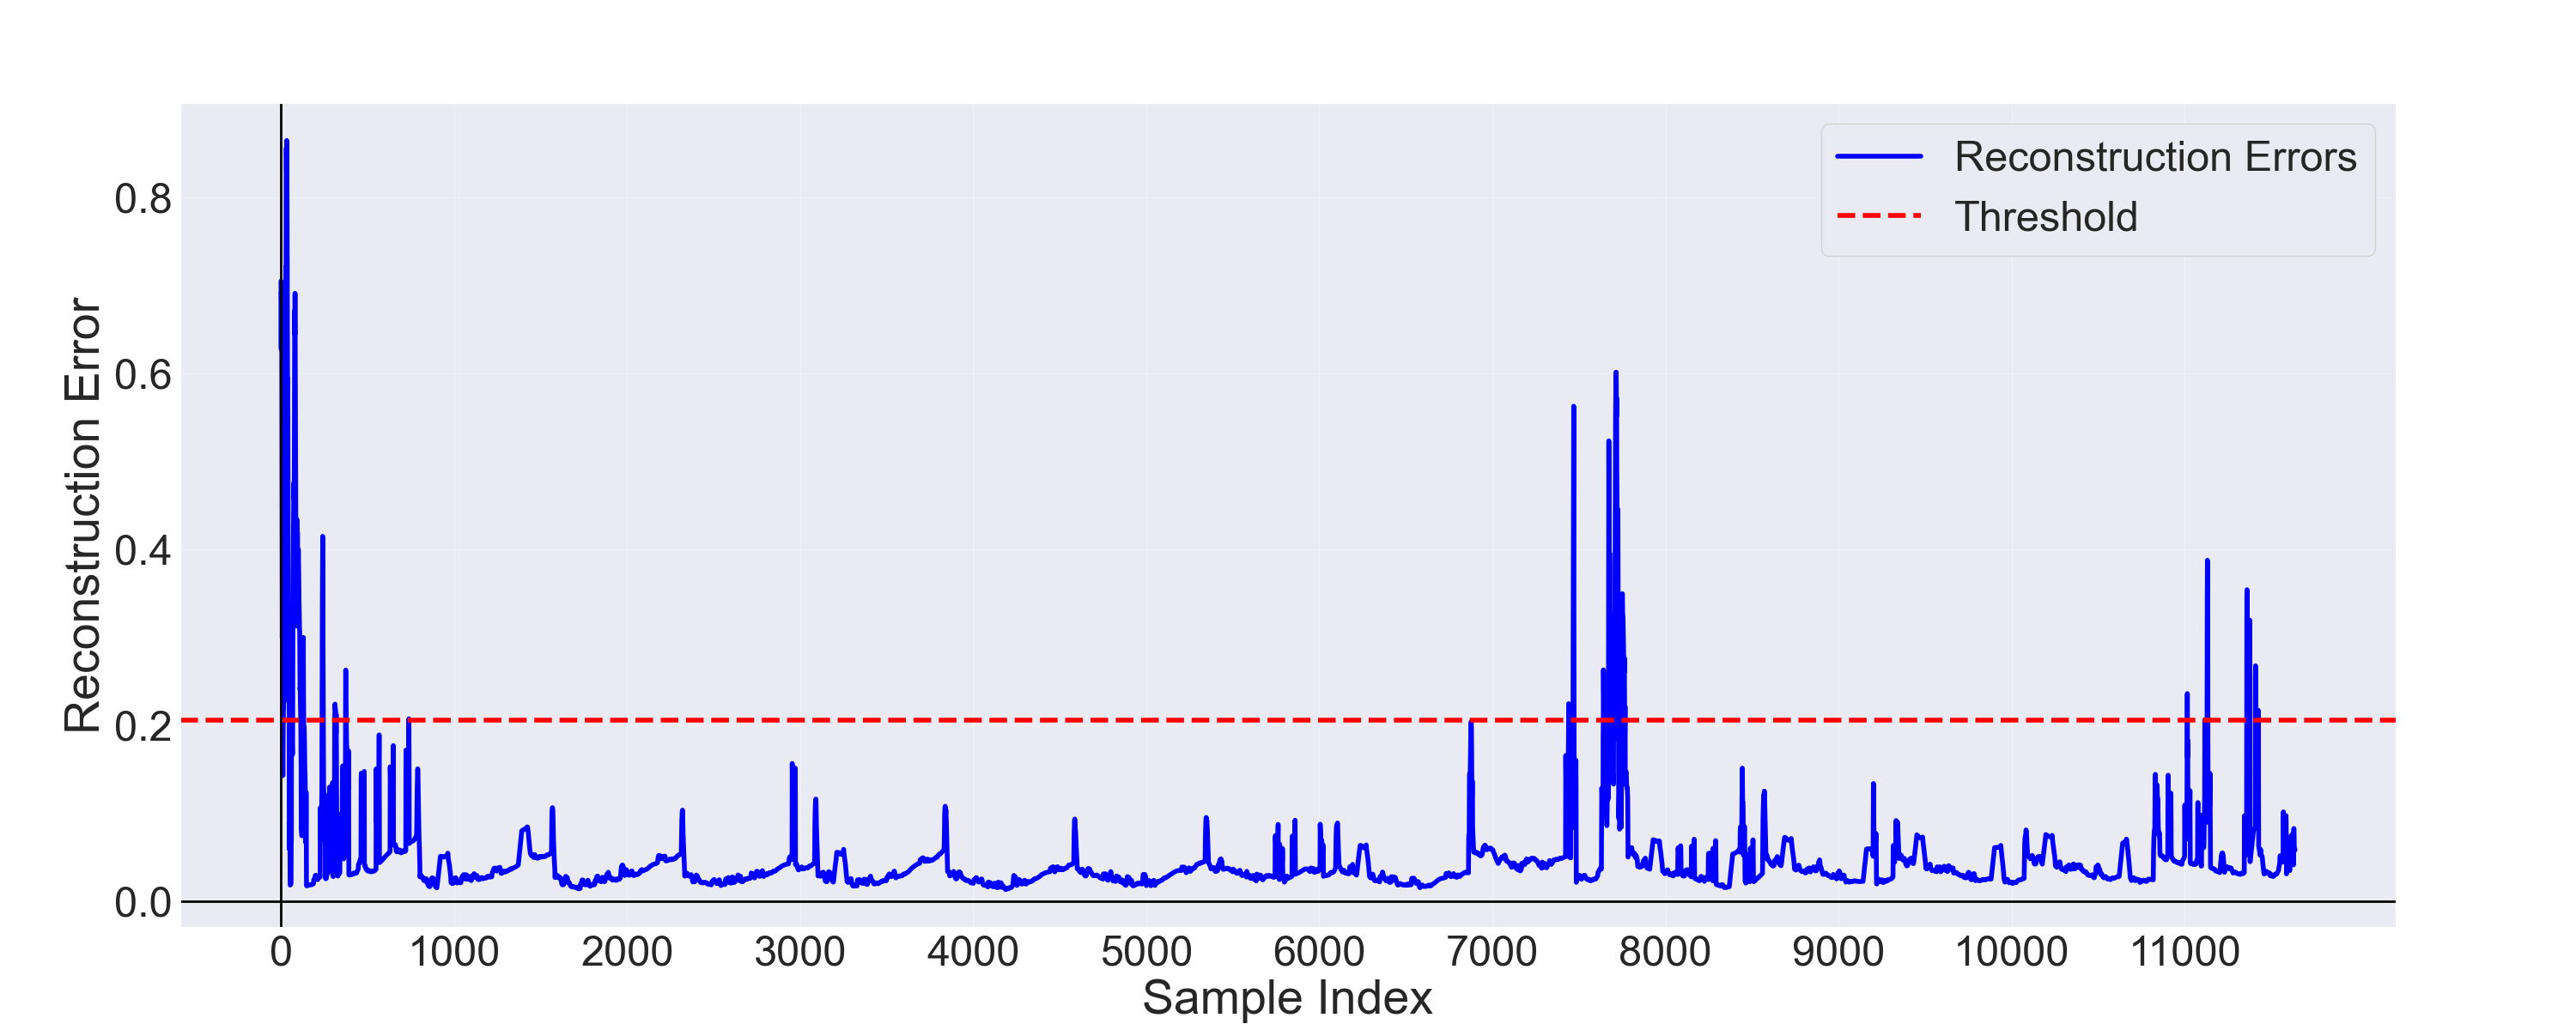 Reconstruction Errors
Threshold
Reconstruction Error
0.8
0.6
0.4
0.2
0.0
0 1000 2000 3000 4000 5000 6000 7000 8000 9000 10000 11000
Sample Index